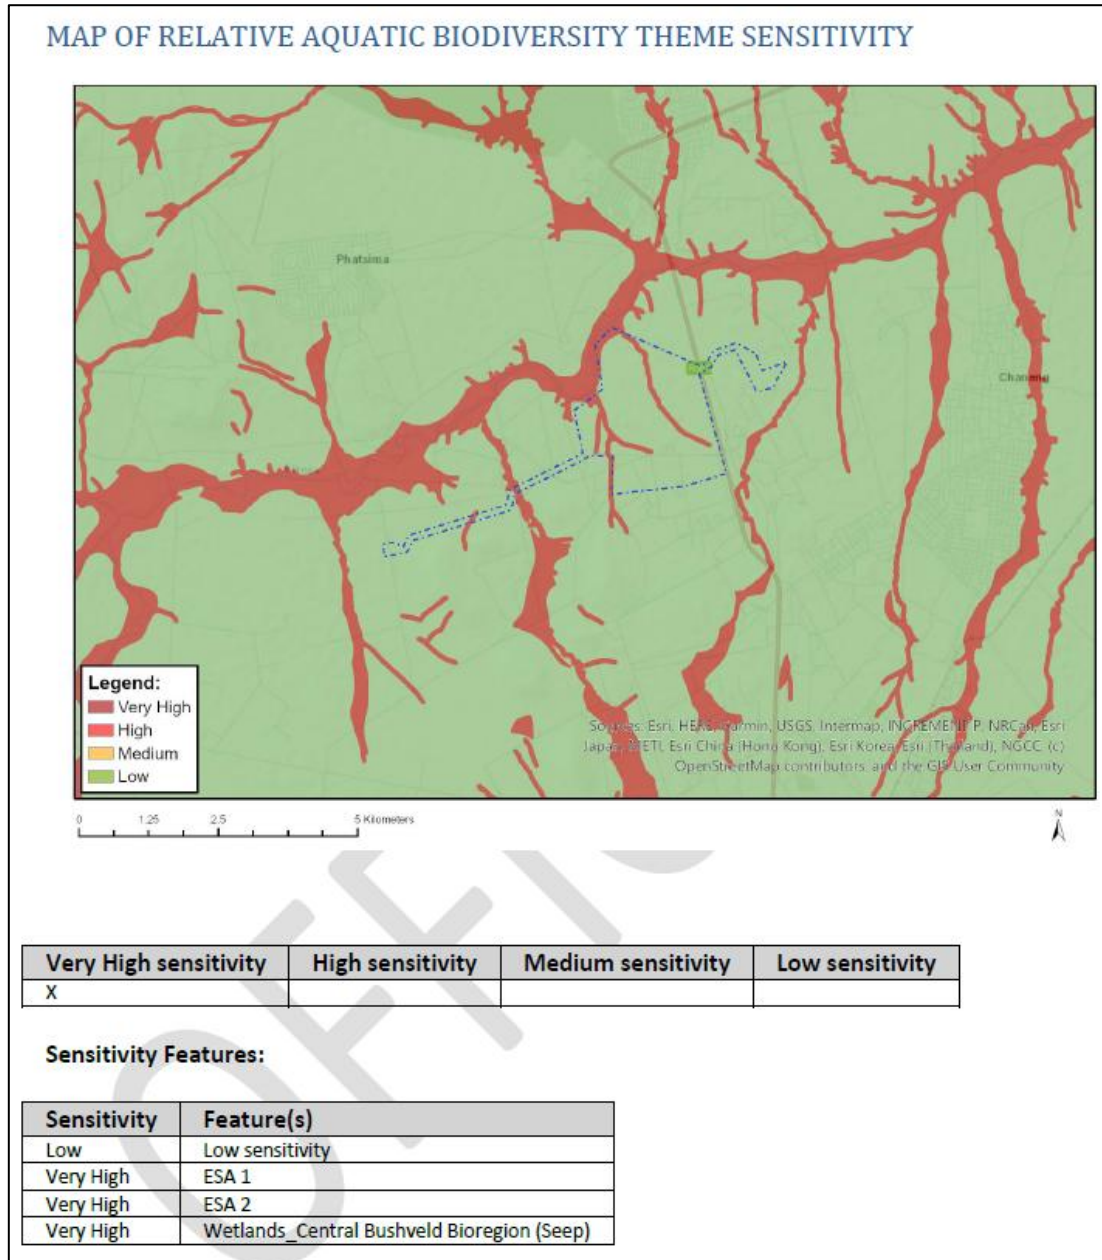 MAP OF RELATIVE AQUATIC BIODIVERSITY THEME SENSITIVITY
Phatsima
Legend:
Very High
High
Medium
Low
Sources: Esri, HERE, Garmin, USGS, Intermap, INCREMENT P, NRCan, Esri
Japan, METI, Esri China (Hong Kong), Esri Korea, Esri (Thailand), NGCC, (c)
OpenStreetMap contributors, and the GIS User Community
0 1.25 2.5 5 Kilometers
N
Very High sensitivity High sensitivity Medium sensitivity Low sensitivity
X
Sensitivity Features:
Sensitivity Feature(s)
Low Low sensitivity
Very High ESA 1
Very High ESA 2
Very High Wetlands_Central Bushveld Bioregion (Seep)